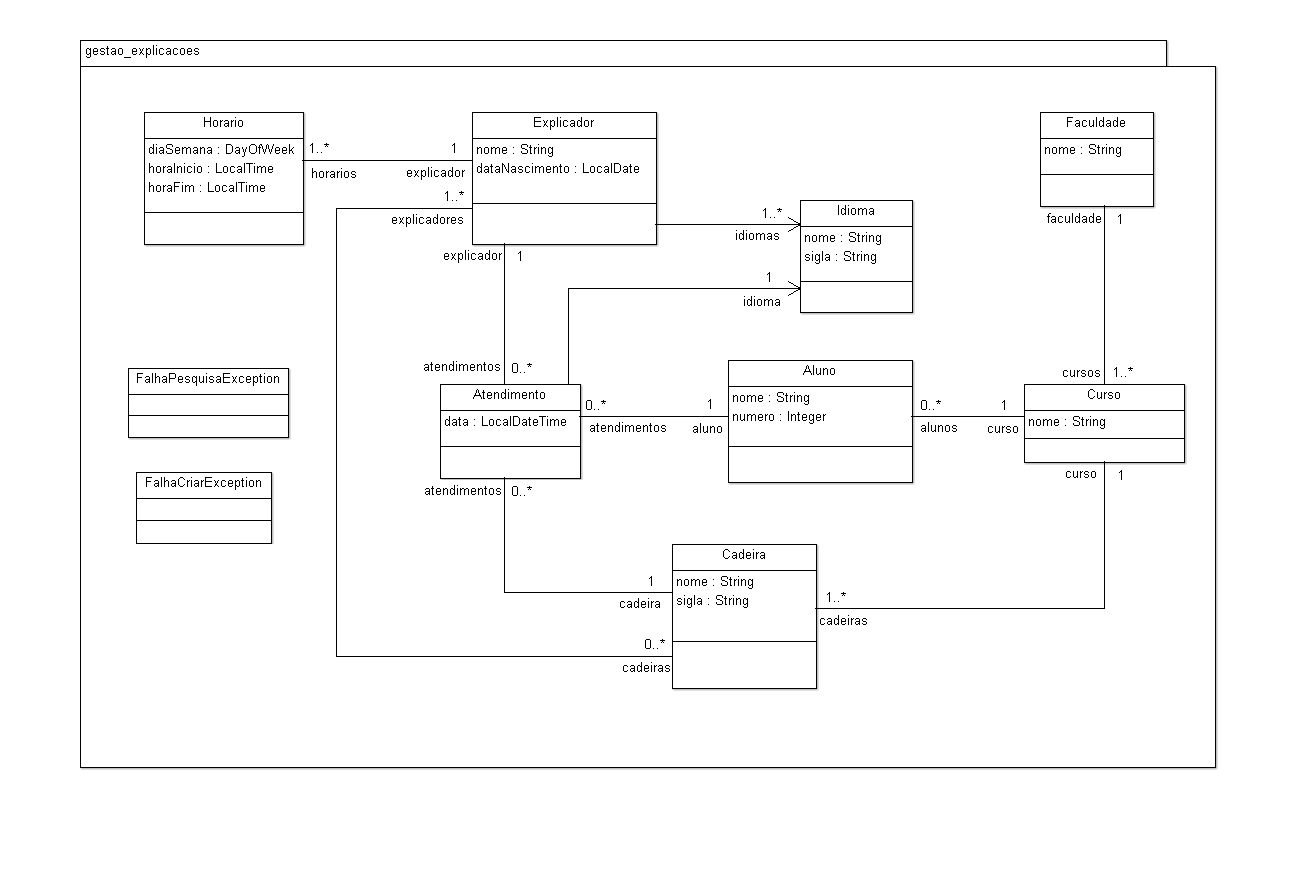 gestao_explicacoes
Horario
diaSemana : DayOfWeek
horaInicio : LocalTime
horaFim : LocalTime
1..*
horarios
1
explicador
Explicador
nome : String
dataNascimento : LocalDate
1..*
explicadores
explicador
1
1..*
idiomas
Idioma
nome : String
sigla : String
1
idioma
Faculdade
nome : String
faculdade
1
cursos
1..*
Curso
nome : String
FalhaPesquisaException
FalhaCriarException
atendimentos
0..*
Atendimento
data : LocalDateTime
0..*
atendimentos
1
aluno
Aluno
nome : String
numero : Integer
0..*
alunos
1
curso
curso
1
atendimentos
0..*
1
cadeira
Cadeira
nome : String
sigla : String
1..*
cadeiras
0..*
cadeiras